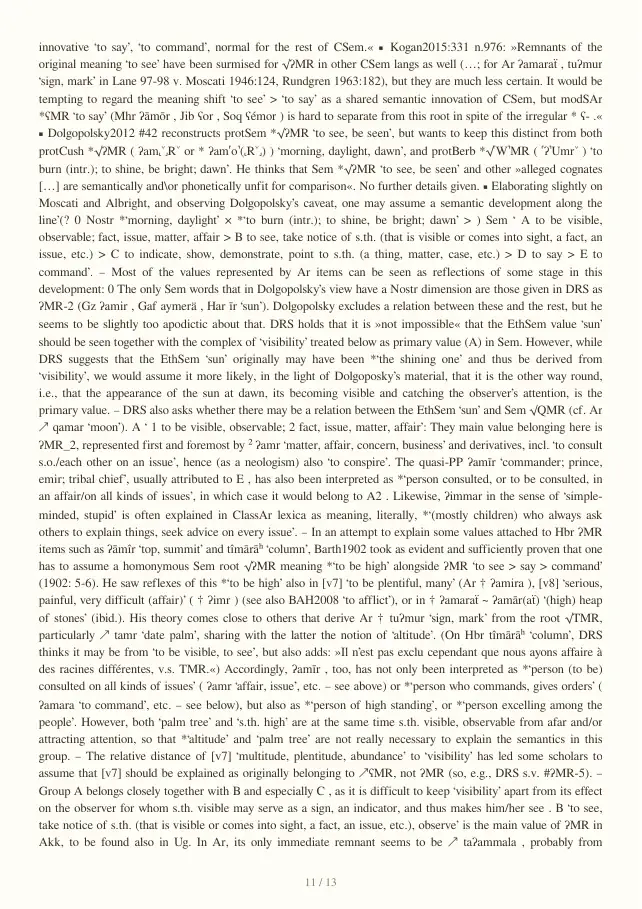 innovative ‘to say’, ‘to command’, normal for the rest of CSem.« ▪ Kogan2015:331 n.976: »Remnants of the
original meaning ‘to see’ have been surmised for √ʔMR in other CSem langs as well (…; for Ar ʔamaraẗ , tuʔmur
‘sign, mark’ in Lane 97-98 v. Moscati 1946:124, Rundgren 1963:182), but they are much less certain. It would be
tempting to regard the meaning shift ‘to see’ > ‘to say’ as a shared semantic innovation of CSem, but modSAr
*ʕMR ‘to say’ (Mhr ʔāmōr , Jib ʕor , Soq ʕémor ) is hard to separate from this root in spite of the irregular * ʕ- .«
▪ Dolgopolsky2012 #42 reconstructs protSem *√ʔMR ‘to see, be seen’, but wants to keep this distinct from both
protCush *√ʔMR
‘morning, daylight, dawn’, and protBerb
‘to
burn (intr.); to shine, be bright; dawn’. He thinks that Sem *√ʔMR ‘to see, be seen’ and other »alleged cognates
[…] are semantically and\or phonetically unfit for comparison«. No further details given. ▪ Elaborating slightly on
Moscati and Albright, and observing Dolgopolsky’s caveat, one may assume a semantic development along the
line’(? 0 Nostr *‘morning, daylight’ × *‘to burn (intr.); to shine, be bright; dawn’ > ) Sem ‘ A to be visible,
observable; fact, issue, matter, affair > B to see, take notice of s.th. (that is visible or comes into sight, a fact, an
issue, etc.) > C to indicate, show, demonstrate, point to s.th. (a thing, matter, case, etc.) > D to say > E to
command’. – Most of the values represented by Ar items can be seen as reflections of some stage in this
development: 0 The only Sem words that in Dolgopolsky’s view have a Nostr dimension are those given in DRS as
ʔMR-2 (Gz ʔamir , Gaf aymerä , Har īr ‘sun’). Dolgopolsky excludes a relation between these and the rest, but he
seems to be slightly too apodictic about that. DRS holds that it is »not impossible« that the EthSem value ‘sun’
should be seen together with the complex of ‘visibility’ treated below as primary value (A) in Sem. However, while
DRS suggests that the EthSem ‘sun’ originally may have been *‘the shining one’ and thus be derived from
‘visibility’, we would assume it more likely, in the light of Dolgoposky’s material, that it is the other way round,
i.e., that the appearance of the sun at dawn, its becoming visible and catching the observer’s attention, is the
primary value. – DRS also asks whether there may be a relation between the EthSem ‘sun’ and Sem √QMR (cf. Ar
↗ qamar ‘moon’). A ‘ 1 to be visible, observable; 2 fact, issue, matter, affair’: They main value belonging here is
ʔMR_2, represented first and foremost by ² ʔamr ‘matter, affair, concern, business’ and derivatives, incl. ‘to consult
s.o./each other on an issue’, hence (as a neologism) also ‘to conspire’. The quasi-PP ʔamīr ‘commander; prince,
emir; tribal chief’, usually attributed to E , has also been interpreted as *‘person consulted, or to be consulted, in
an affair/on all kinds of issues’, in which case it would belong to A2 . Likewise, ʔimmar in the sense of ‘simple-
minded, stupid’ is often explained in ClassAr lexica as meaning, literally, *‘(mostly children) who always ask
others to explain things, seek advice on every issue’. – In an attempt to explain some values attached to Hbr ʔMR
items such as ʔāmîr ‘top, summit’ and tîmārāʰ ‘column’, Barth1902 took as evident and sufficiently proven that one
has to assume a homonymous Sem root √ʔMR meaning *‘to be high’ alongside ʔMR ‘to see > say > command’
(1902: 5-6). He saw reflexes of this *‘to be high’ also in [v7] ‘to be plentiful, many’ (Ar † ʔamira ), [v8] ‘serious,
painful, very difficult (affair)’ ( † ʔimr ) (see also BAH2008 ‘to afflict’), or in † ʔamaraẗ ~ ʔamār(aẗ) ‘(high) heap
of stones’ (ibid.). His theory comes close to others that derive Ar † tuʔmur ‘sign, mark’ from the root √TMR,
particularly ↗ tamr ‘date palm’, sharing with the latter the notion of ‘altitude’. (On Hbr tîmārāʰ ‘column’, DRS
thinks it may be from ‘to be visible, to see’, but also adds: »Il n’est pas exclu cependant que nous ayons affaire à
des racines différentes, v.s. TMR.«) Accordingly, ʔamīr , too, has not only been interpreted as *‘person (to be)
consulted on all kinds of issues’ ( ʔamr ‘affair, issue’, etc. – see above) or *‘person who commands, gives orders’ (
ʔamara ‘to command’, etc. – see below), but also as *‘person of high standing’, or *‘person excelling among the
people’. However, both ‘palm tree’ and ‘s.th. high’ are at the same time s.th. visible, observable from afar and/or
attracting attention, so that *‘altitude’ and ‘palm tree’ are not really necessary to explain the semantics in this
group. – The relative distance of [v7] ‘multitude, plentitude, abundance’ to ‘visibility’ has led some scholars to
assume that [v7] should be explained as originally belonging to ↗ʕMR, not ʔMR (so, e.g., DRS s.v. #ʔMR-5). –
Group A belongs closely together with B and especially C , as it is difficult to keep ‘visibility’ apart from its effect
on the observer for whom s.th. visible may serve as a sign, an indicator, and thus makes him/her see . B ‘to see,
take notice of s.th. (that is visible or comes into sight, a fact, an issue, etc.), observe’ is the main value of ʔMR in
Akk, to be found also in Ug. In Ar, its only immediate remnant seems to be ↗ taʔammala , probably from
11 / 13